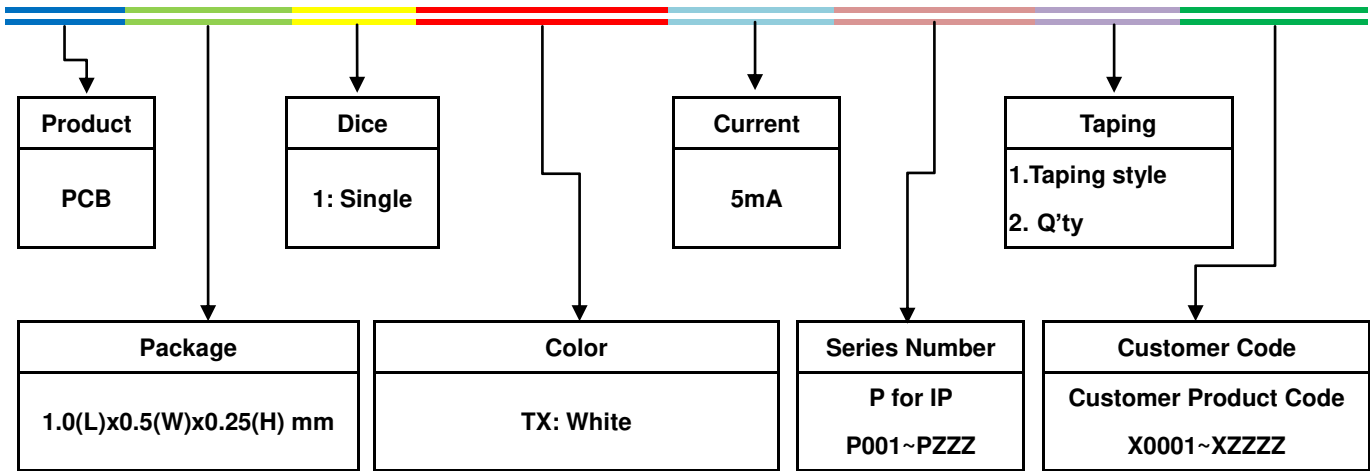 Product
PCB
Dice
1: Single
Current
5mA
Taping
1.Taping style
2. Q'ty
Package
1.0(L)x0.5(W)x0.25(H) mm
Color
TX: White
Series Number
P for IP
P001~PZZZ
Customer Code
Customer Product Code
X0001~XZZZZ